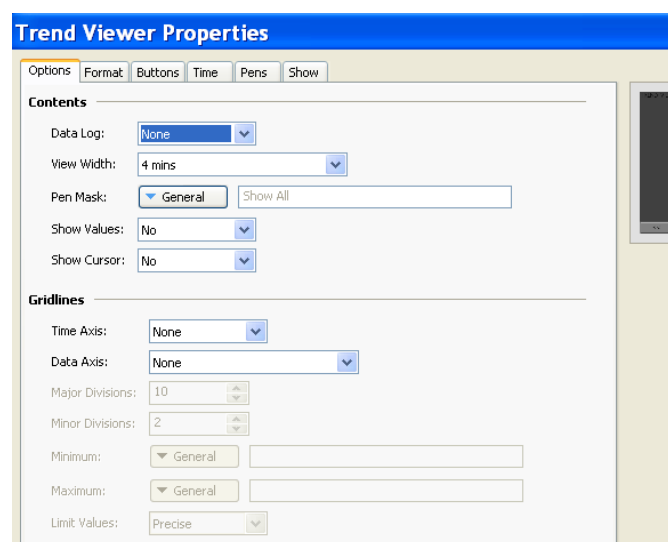 Trend Viewer Properties
Options Format Buttons Time Pens Show
Contents
Data Log: None
View Width: 4 mins
Pen Mask: General Show All
Show Values: No
Show Cursor: No
Gridlines
Time Axis: None
Data Axis: None
Major Divisions: 10
Minor Divisions: 2
Minimum: General
Maximum: General
Limit Values: Precise